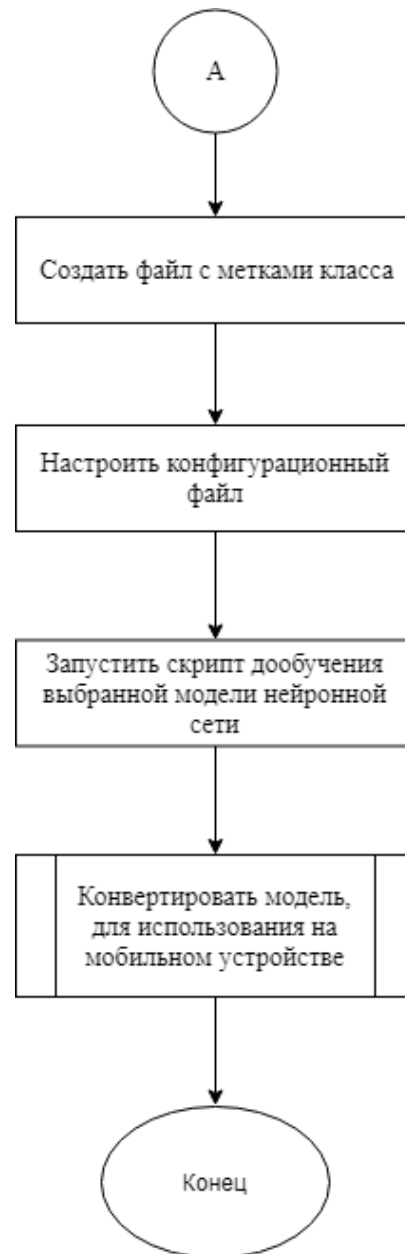 А
Создать файл с метками класса
Настроить конфигурационный
файл
Запустить скрипт дообучения
выбранной модели нейронной
сети
Конвертировать модель,
для использования на
мобильном устройстве
Конец